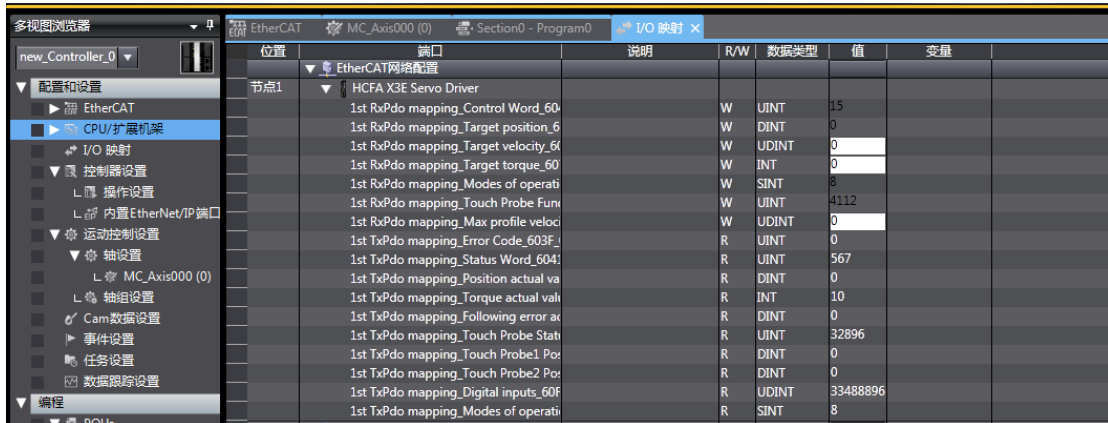 多视图浏览器
new_Controller_0
配置和设置
EtherCAT
CPU/扩展机架
I/O 映射
控制器设置
操作设置
内置EtherNet/IP端口
运动控制设置
轴设置
MC_Axis000 (0)
轴组设置
Cam数据设置
事件设置
任务设置
数据跟踪设置
编程
EtherCAT MC_Axis000 (0) Section0 - Program0 I/O 映射
位置 端口 说明 R/W 数据类型 值 变量
EtherCAT网络配置
节点1 HCFA X3E Servo Driver
1st RxPdo mapping_Control Word_604 W UINT 15
1st RxPdo mapping_Target position_6 W DINT 0
1st RxPdo mapping_Target velocity_60 W UDINT 0
1st RxPdo mapping_Target torque_60 W INT 0
1st RxPdo mapping_Modes of operati W SINT 8
1st RxPdo mapping_Touch Probe Func W UINT 4112
1st RxPdo mapping_Max profile veloci W UDINT 0
1st TxPdo mapping_Error Code_603F_ R UINT 0
1st TxPdo mapping_Status Word_6041 R UINT 567
1st TxPdo mapping_Position actual va R DINT 0
1st TxPdo mapping_Torque actual valu R INT 10
1st TxPdo mapping_Following error ac R DINT 0
1st TxPdo mapping_Touch Probe Statu R UINT 32896
1st TxPdo mapping_Touch Probe1 Pos R DINT 0
1st TxPdo mapping_Touch Probe2 Pos R DINT 0
1st TxPdo mapping_Digital inputs_60F R UDINT 33488896
1st TxPdo mapping_Modes of operati R SINT 8